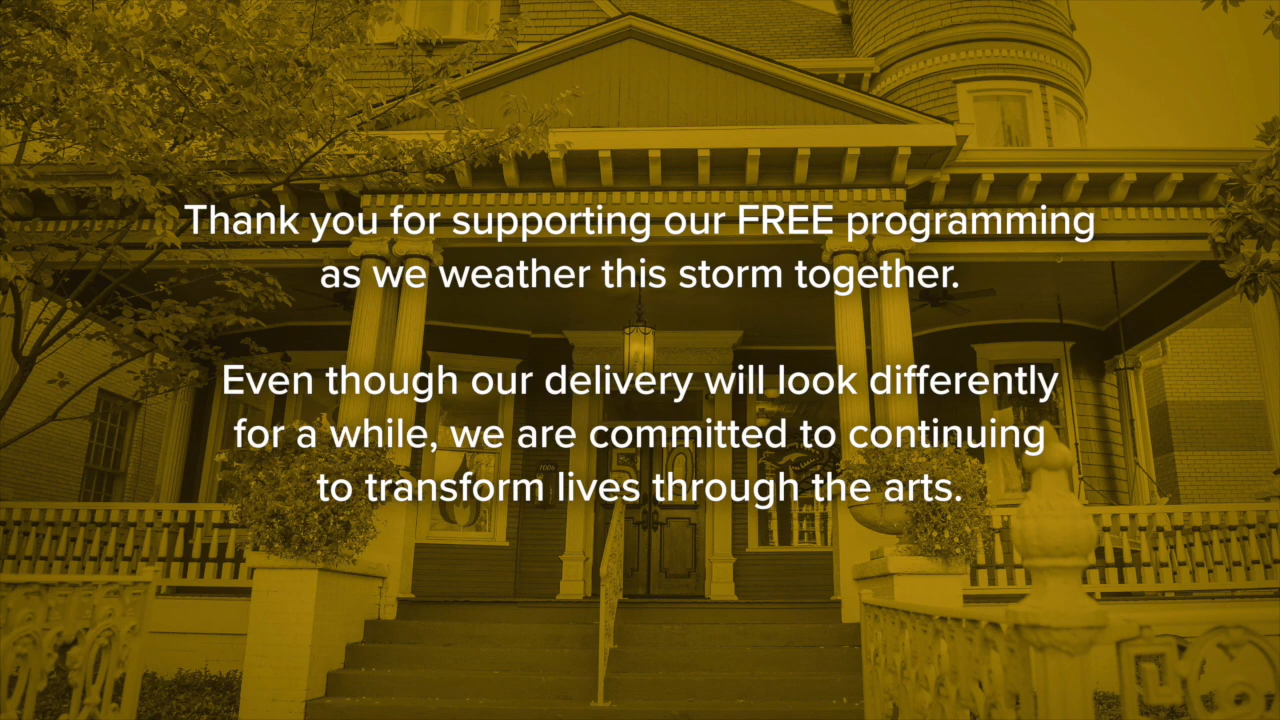 Thank you for supporting our FREE programming
as we weather this storm together.
Even though our delivery will look differently
for a while, we are committed to continuing
to transform lives through the arts.
1006